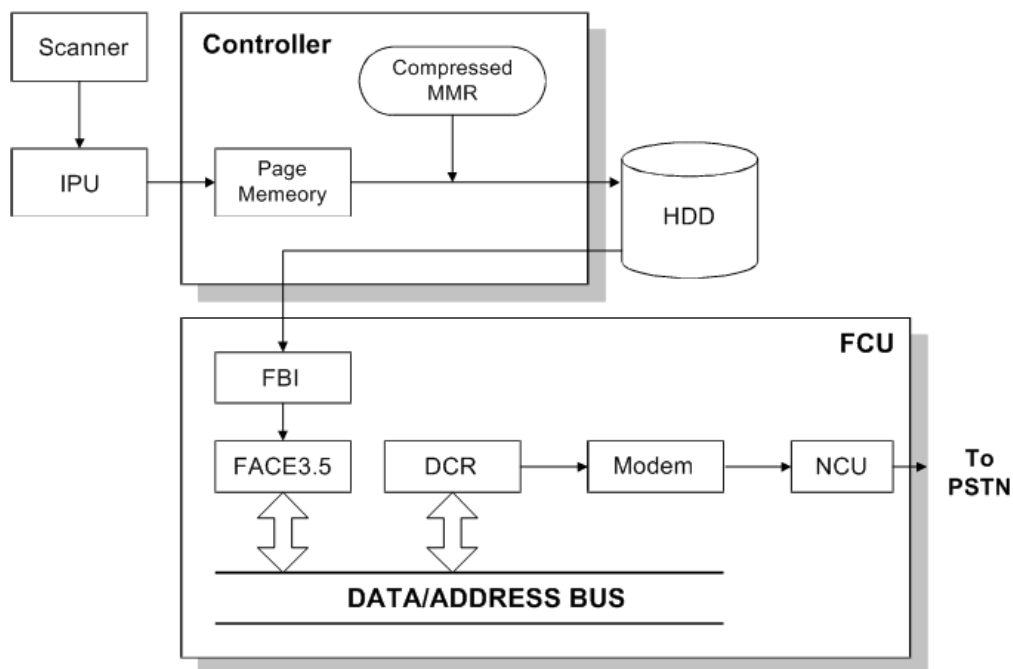 Scanner
Controller
Compressed
MMR
IPU
Page
Memeory
HDD
FCU
FBI
FACE3.5
DCR
Modem
NCU
To
PSTN
DATA/ADDRESS BUS